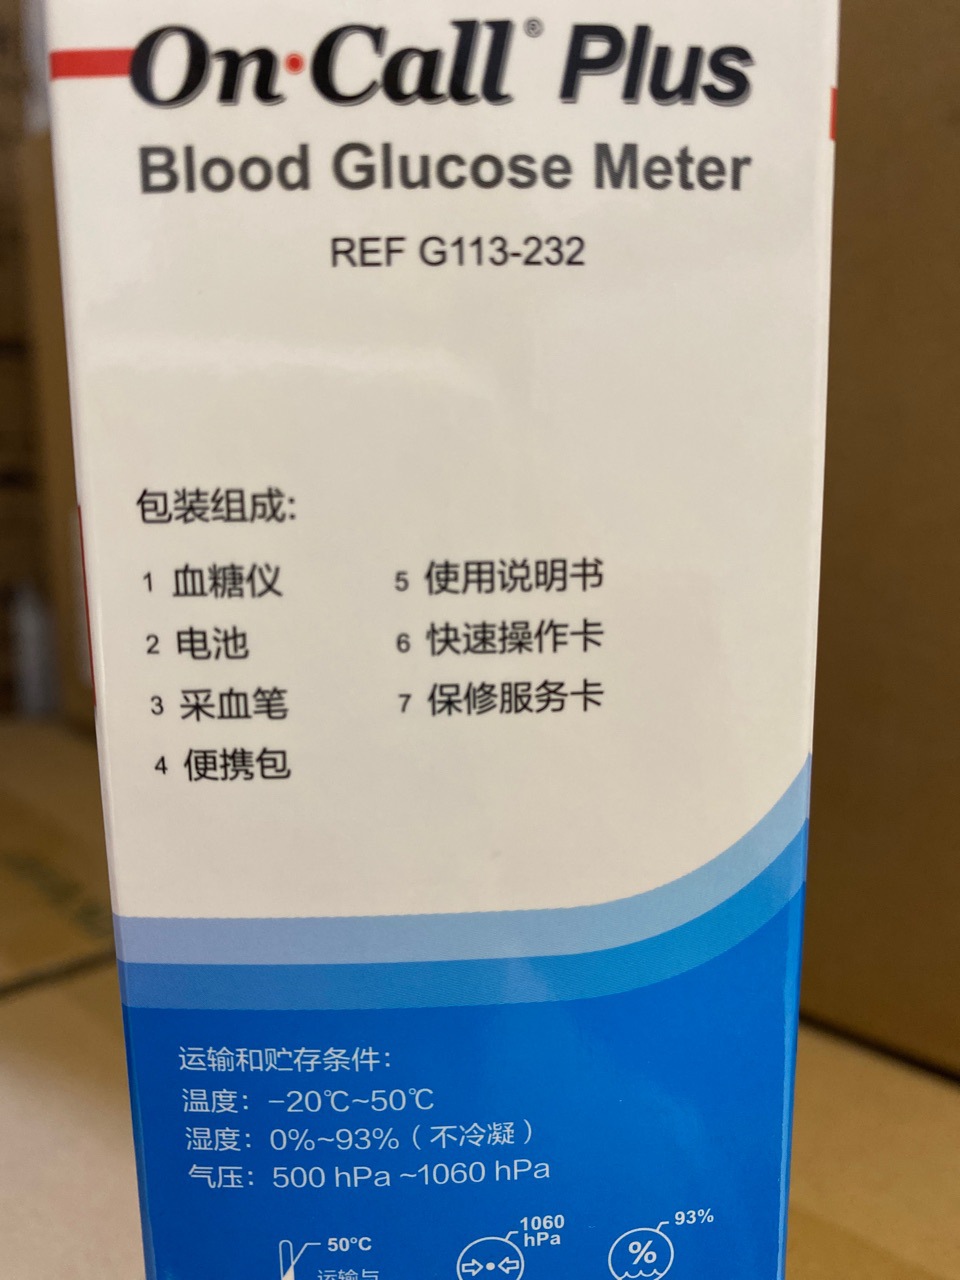 On·Call® Plus
Blood Glucose Meter
REF G113-232
包装组成:
1 血糖仪
2 电池
3 采血笔
4 便携包
5 使用说明书
6 快速操作卡
7 保修服务卡
运输和贮存条件:
温度: -20℃~50℃
湿度: 0%~93%(不冷凝)
气压: 500 hPa ~1060 hPa
50°C
运输与
1060
hPa
93%
%